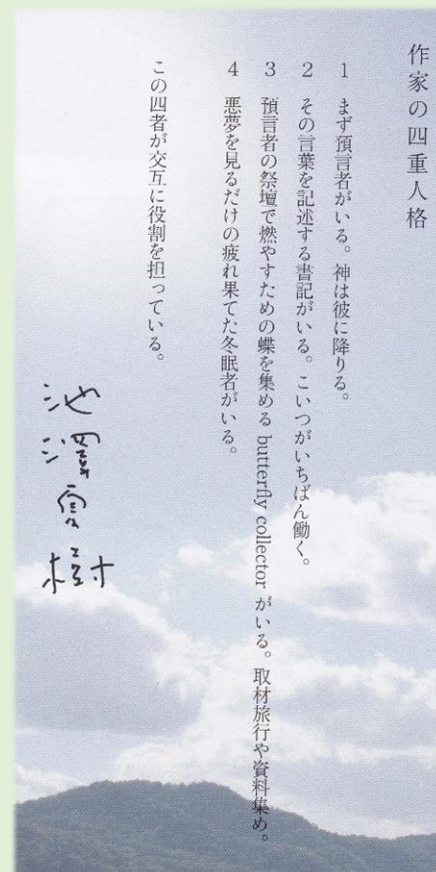 作家の四重人格
1 まず預言者がいる。神は彼に降りる。
2 その言葉を記述する書記がいる。こいつがいちばん働く。
3 預言者の祭壇で燃やすための蝶を集める butterfly collector がいる。取材旅行や資料集め。
4 悪夢を見るだけの疲れ果てた冬眠者がいる。
この四者が交互に役割を担っている。
池澤夏樹